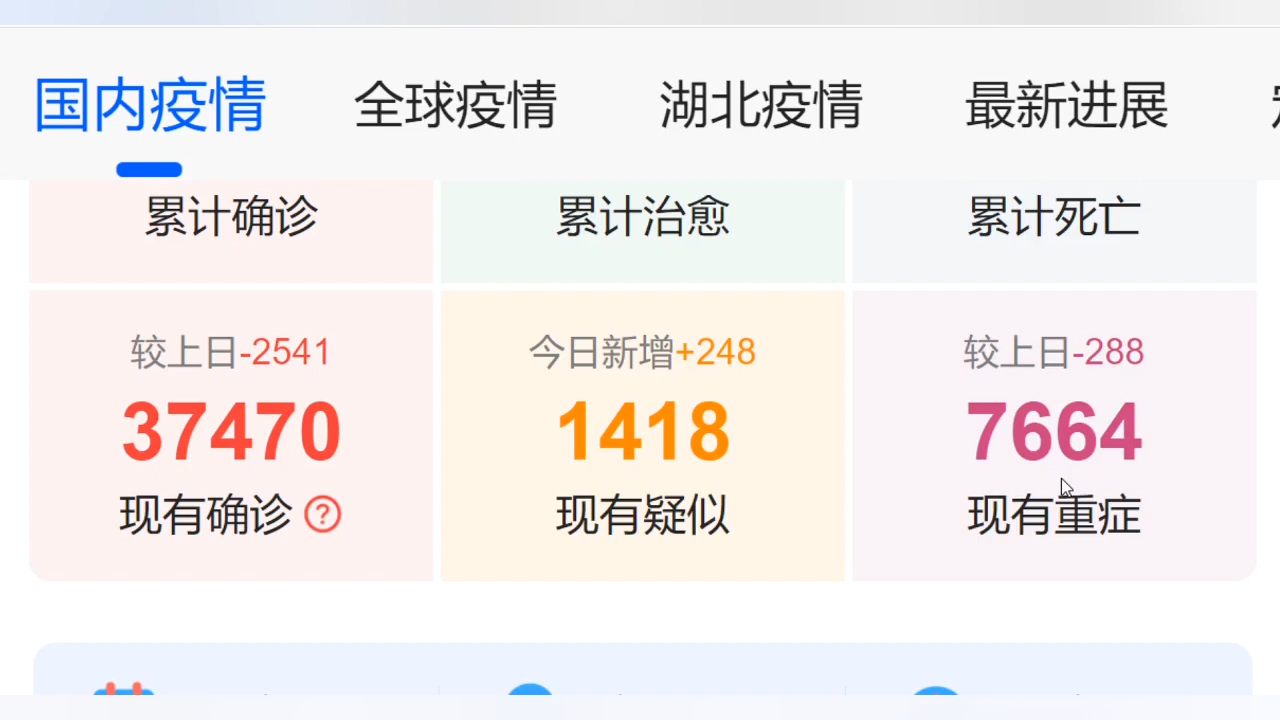 国内疫情 全球疫情 湖北疫情 最新进展
累计确诊 累计治愈 累计死亡
较上日-2541 今日新增+248 较上日-288
37470 1418 7664
现有确诊 ? 现有疑似 现有重症